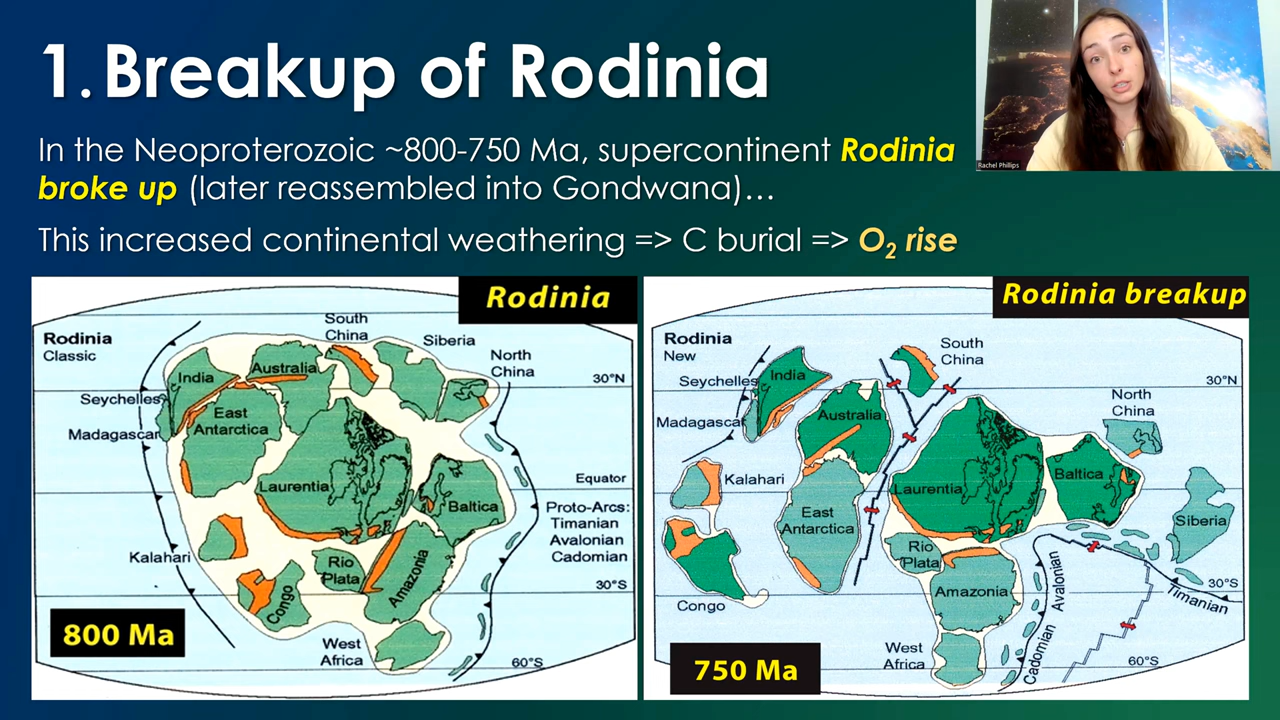 1. Breakup of Rodinia
In the Neoproterozoic ~800-750 Ma, supercontinent Rodinia
broke up (later reassembled into Gondwana)...
This increased continental weathering => C burial => O₂ rise
Rachel Phillips
Rodinia
Rodinia
Classic
South
China
Siberia
North
China
30°N
India
Australia
Seychelles
East
Antarctica
Madagascar
Laurentia
Equator
Baltica
Proto-Arcs:
Timanian
Avalonian
Cadomian
Kalahari
Rio
Plata
Amazonia
Congo
30°S
West
Africa
60°S
800 Ma
Rodinia breakup
Rodinia
New
South
China
30°N
Seychelles
India
North
China
Madagascar
Australia
Kalahari
Laurentia
Baltica
East
Antarctica
Siberia
Rio
Plata
Amazonia
Congo
Avalonian
Timanian
30°S
Cadomian
West
Africa
60°S
750 Ma